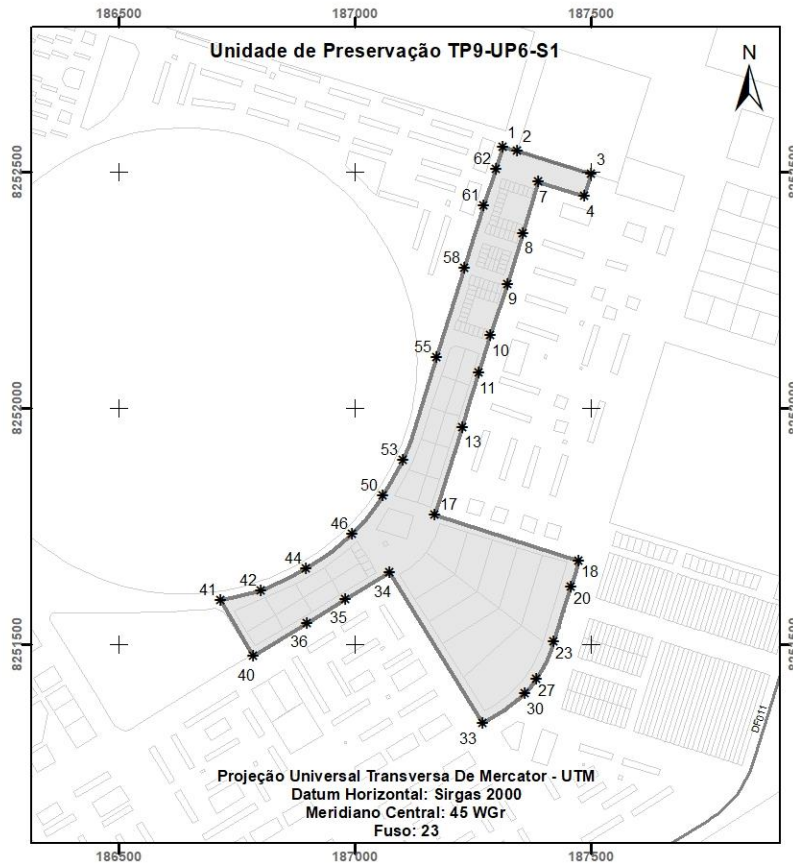 186500 187000 187500
Unidade de Preservação TP9-UP6-S1
N
1 2
62 3
8252500 8252500
7
61 4
8
58
9
10
55
11
8252000 8252000
13
53
50
17
46
18
44
42 34 20
41
35
8251500 8251500
36 23
40
27
30
33
DF011
Projeção Universal Transversa De Mercator - UTM
Datum Horizontal: Sirgas 2000
Meridiano Central: 45 WGr
Fuso: 23
186500 187000 187500